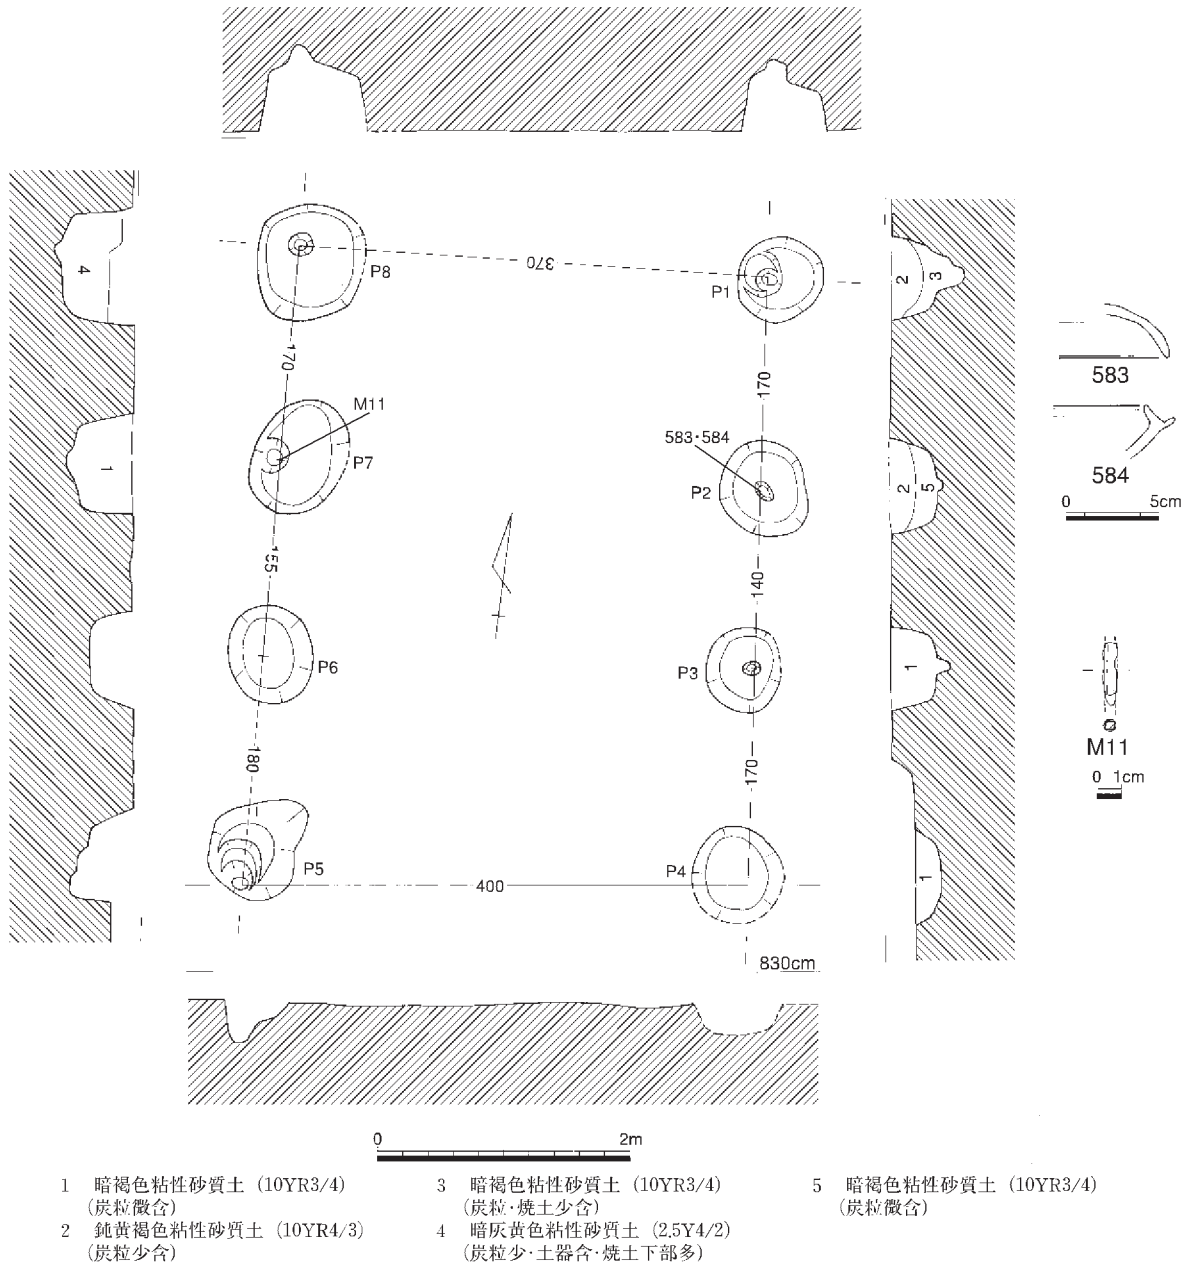 4
1
P8
370
P1
2
3
170
M11
170
P7
583・584
P2
2
5
583
584
0 5cm
155
140
P6
P3
1
M11
0 1cm
180
170
P5
400
P4
1
830cm
0 2m
1 暗褐色粘性砂質土 (10YR3/4)
(炭粒微含)
2 鈍黄褐色粘性砂質土 (10YR4/3)
(炭粒少含)
3 暗褐色粘性砂質土 (10YR3/4)
(炭粒・焼土少含)
4 暗灰黄色粘性砂質土 (2.5Y4/2)
(炭粒少・土器含・焼土下部多)
5 暗褐色粘性砂質土 (10YR3/4)
(炭粒微含)